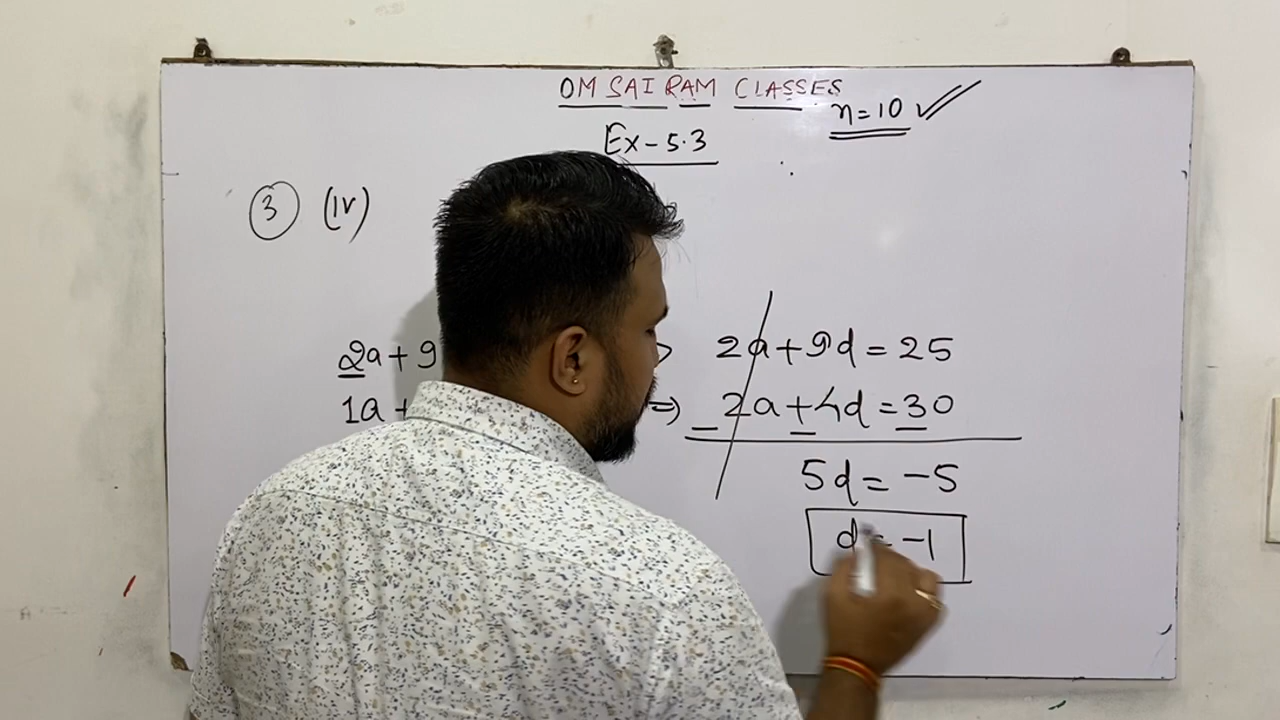 OM SAI RAM CLASSES
n=10 ✓
Ex-5.3
3 (IV)
2a+9
1a+
2a+9d=25
=> 2a+4d=30
5d=-5
d=-1